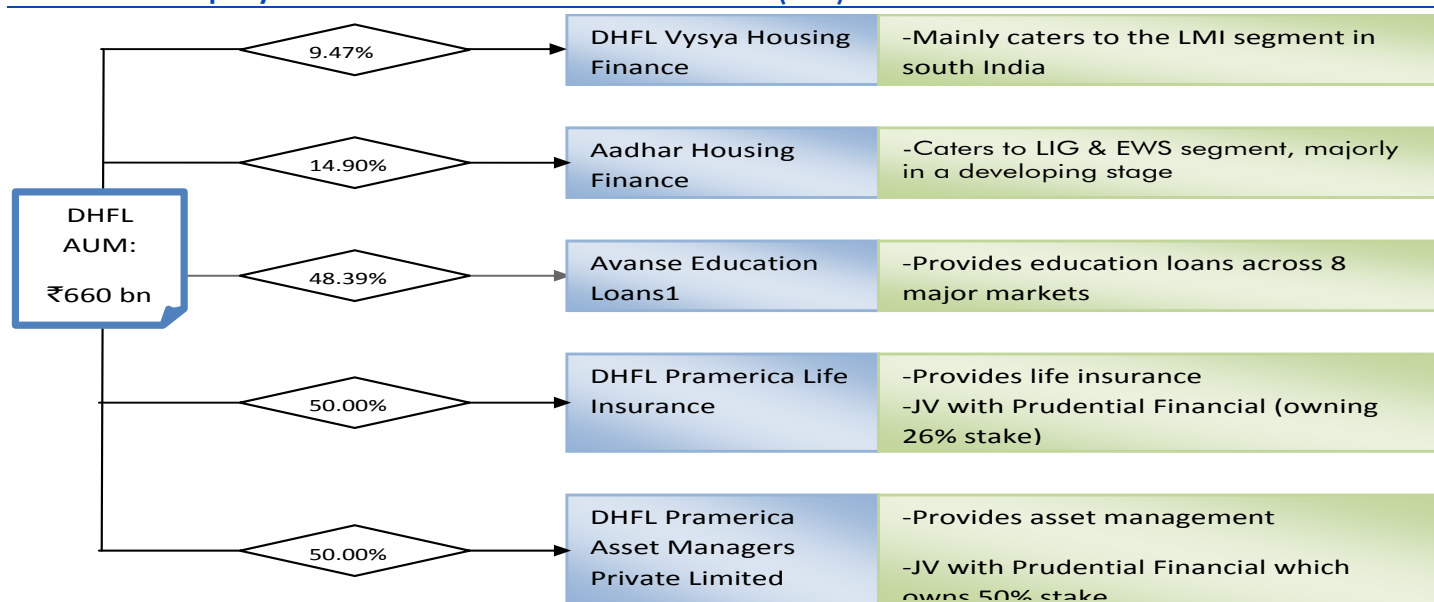 9.47%
DHFL Vysya Housing
Finance
-Mainly caters to the LMI segment in
south India
14.90%
Aadhar Housing
Finance
-Caters to LIG & EWS segment, majorly
in a developing stage
DHFL
AUM:
₹660 bn
48.39%
Avanse Education
Loans1
-Provides education loans across 8
major markets
50.00%
DHFL Pramerica Life
Insurance
-Provides life insurance
-JV with Prudential Financial (owning
26% stake)
50.00%
DHFL Pramerica
Asset Managers
Private Limited
-Provides asset management
-JV with Prudential Financial which
owns 50% stake